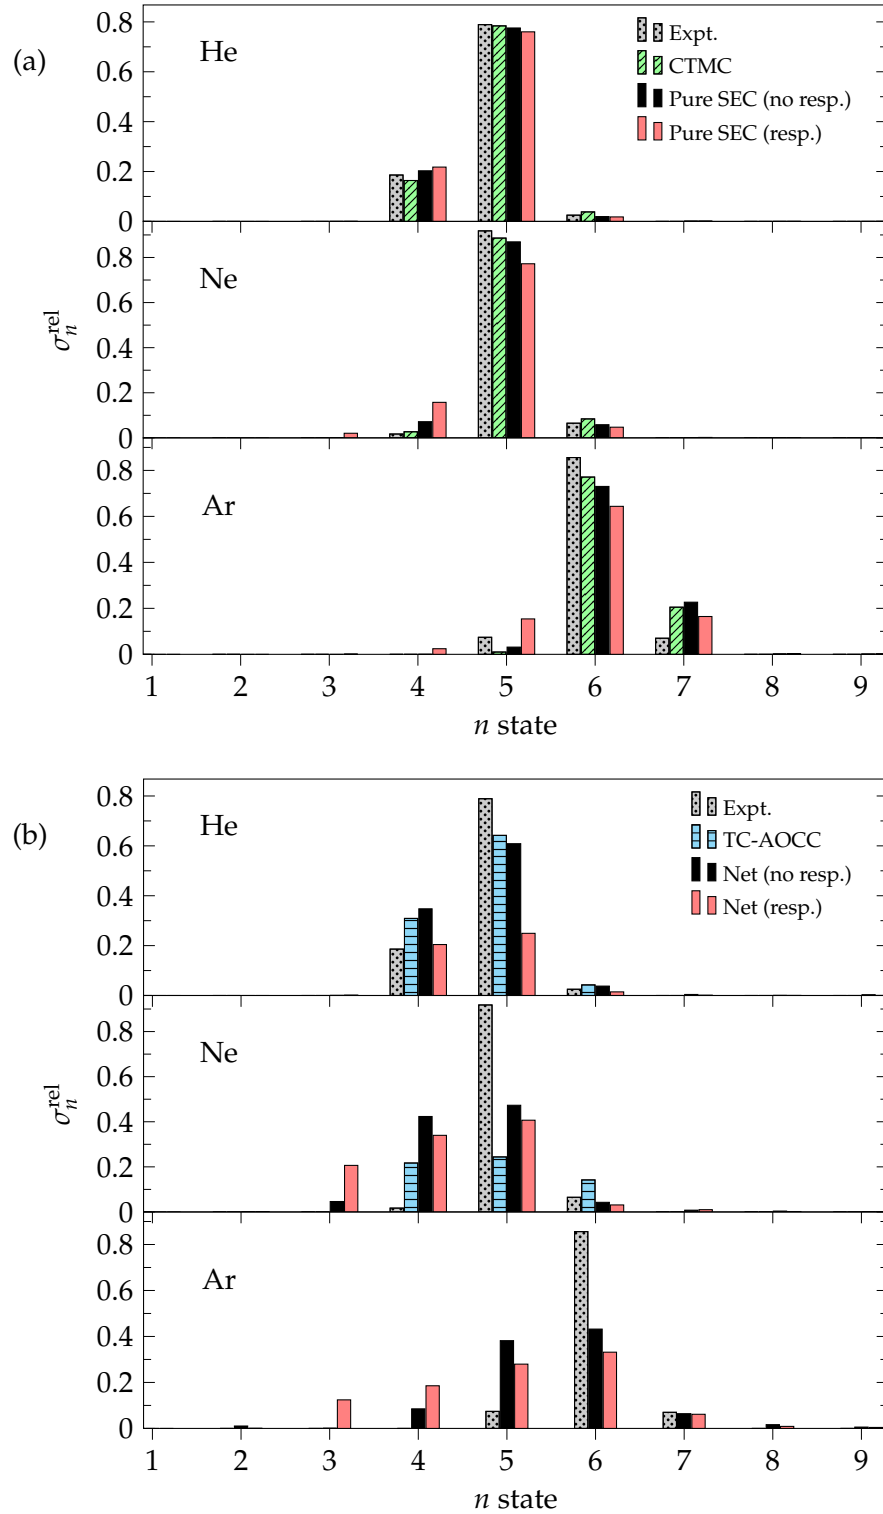 (a)
He
0.8
0.6
0.4
0.2
0
Expt.
CTMC
Pure SEC (no resp.)
Pure SEC (resp.)
Ne
0.8
0.6
0.4
0.2
0
σₙʳᵉˡ
Ar
0.8
0.6
0.4
0.2
0
1 2 3 4 5 6 7 8 9
n state
(b)
He
0.8
0.6
0.4
0.2
0
Expt.
TC-AOCC
Net (no resp.)
Net (resp.)
Ne
0.8
0.6
0.4
0.2
0
σₙʳᵉˡ
Ar
0.8
0.6
0.4
0.2
0
1 2 3 4 5 6 7 8 9
n state